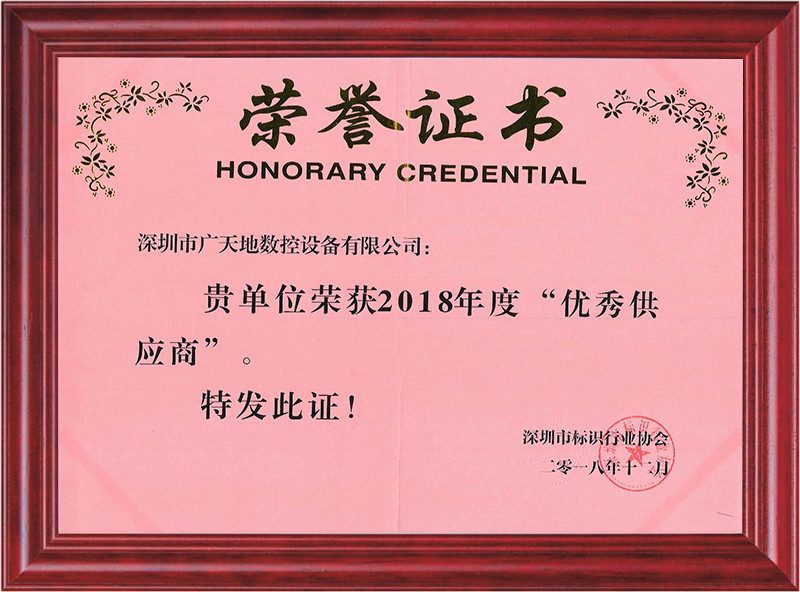 荣誉证书
HONORARY CREDENTIAL
深圳市广天地数控设备有限公司：
贵单位荣获2018年度“优秀供
应商”。
特发此证！
深圳市标识行业协会
二零一八年十二月